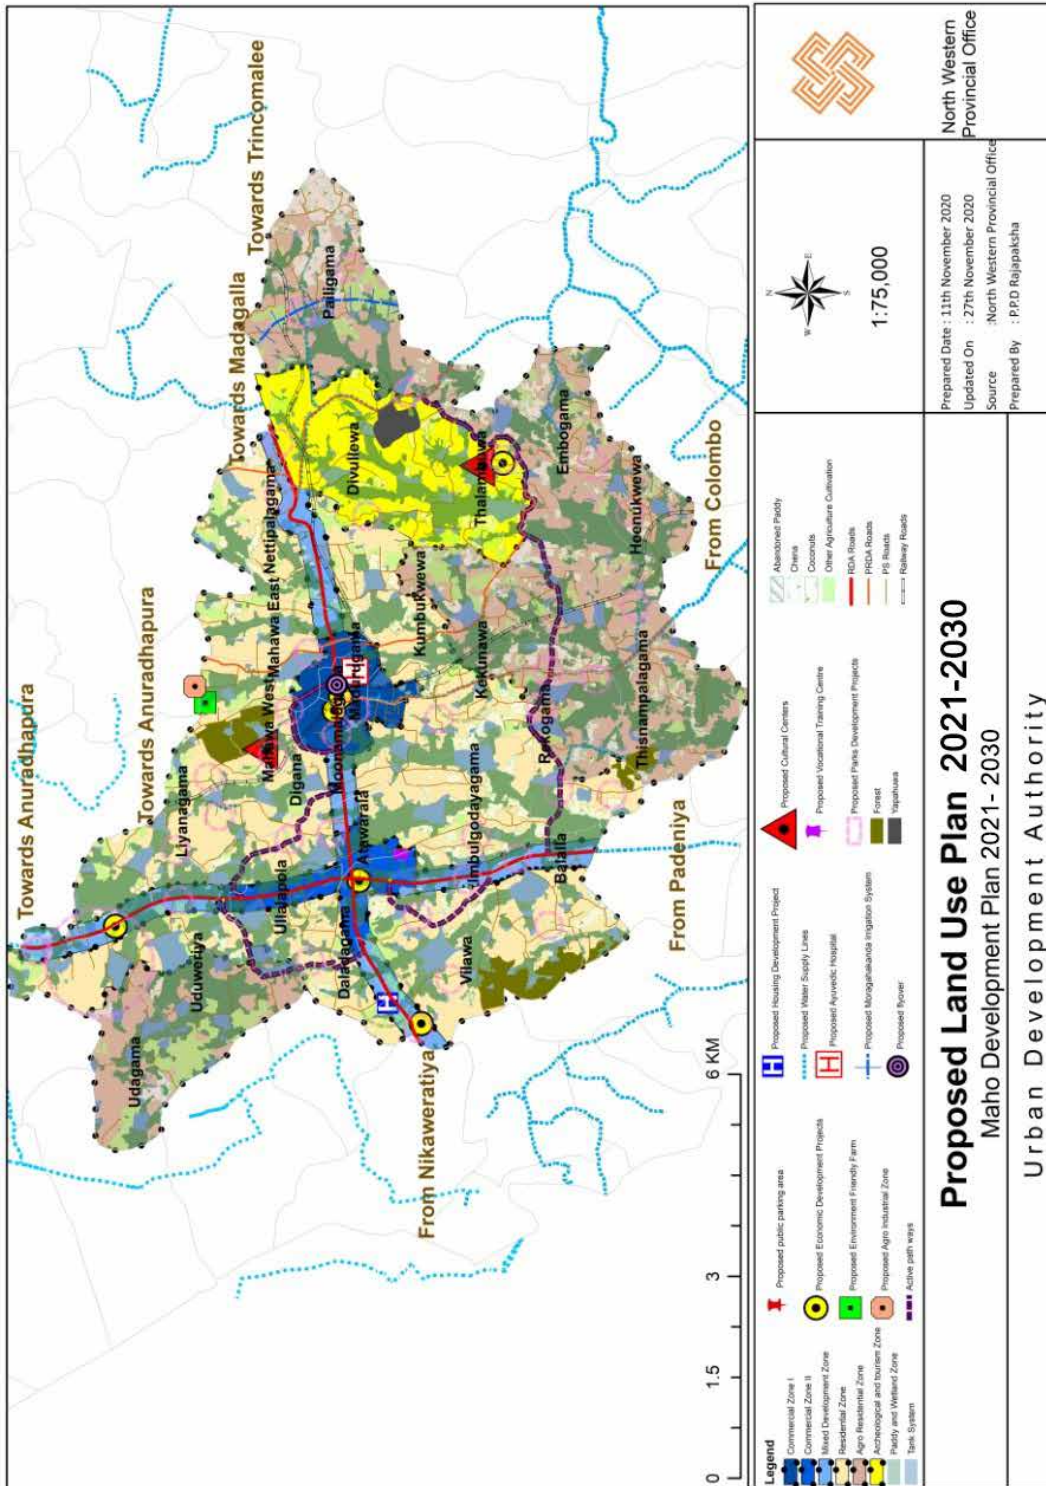 Towards Anuradhapura
Towards Anuradhapura
Towards Madagalla
Towards Trincomalee
From Nikaweratiya
From Padeniya
From Colombo
Udagama
Uduweriya
Liyanagama
Ullalapola
Digana
Mahawa West
Mahawa East
Nettipalagama
Divullewa
Palligama
Daladagama
Atawarala
Moonamalegama
Madurugama
Kumbukwewa
Vilawa
Imbulgodayagama
Kekunawa
Balalla
Thisnampalagama
Heenukwewa
Embogama
0 1.5 3 6 KM
Legend
Commercial Zone I
Commercial Zone II
Mixed Development Zone
Residential Zone
Agro Residential Zone
Archeological and tourism Zone
Paddy and Wetland Zone
Tank System
Proposed public parking area
Proposed Economic Development Projects
Proposed Environment Friendly Farm
Proposed Agro Industrial Zone
Active path ways
H Proposed Housing Development Project
Proposed Water Supply Lines
H Proposed Ayuvedic Hospital
Proposed Moragahakanda Irrigation System
Proposed flyover
Proposed Cultural Centers
Proposed Vocational Training Centre
Proposed Parks Development Projects
Forest
Yapahuwa
Abandoned Paddy
Chena
Coconuts
Other Agriculture Cultivation
RDA Roads
PRDA Roads
PS Roads
Railway Roads
N
E
S
W
1:75,000
North Western
Provincial Office
Proposed Land Use Plan 2021-2030
Maho Development Plan 2021- 2030
Urban Development Authority
Prepared Date : 11th November 2020
Updated On : 27th November 2020
Source :North Western Provincial Office
Prepared By : P.P.D Rajapaksha